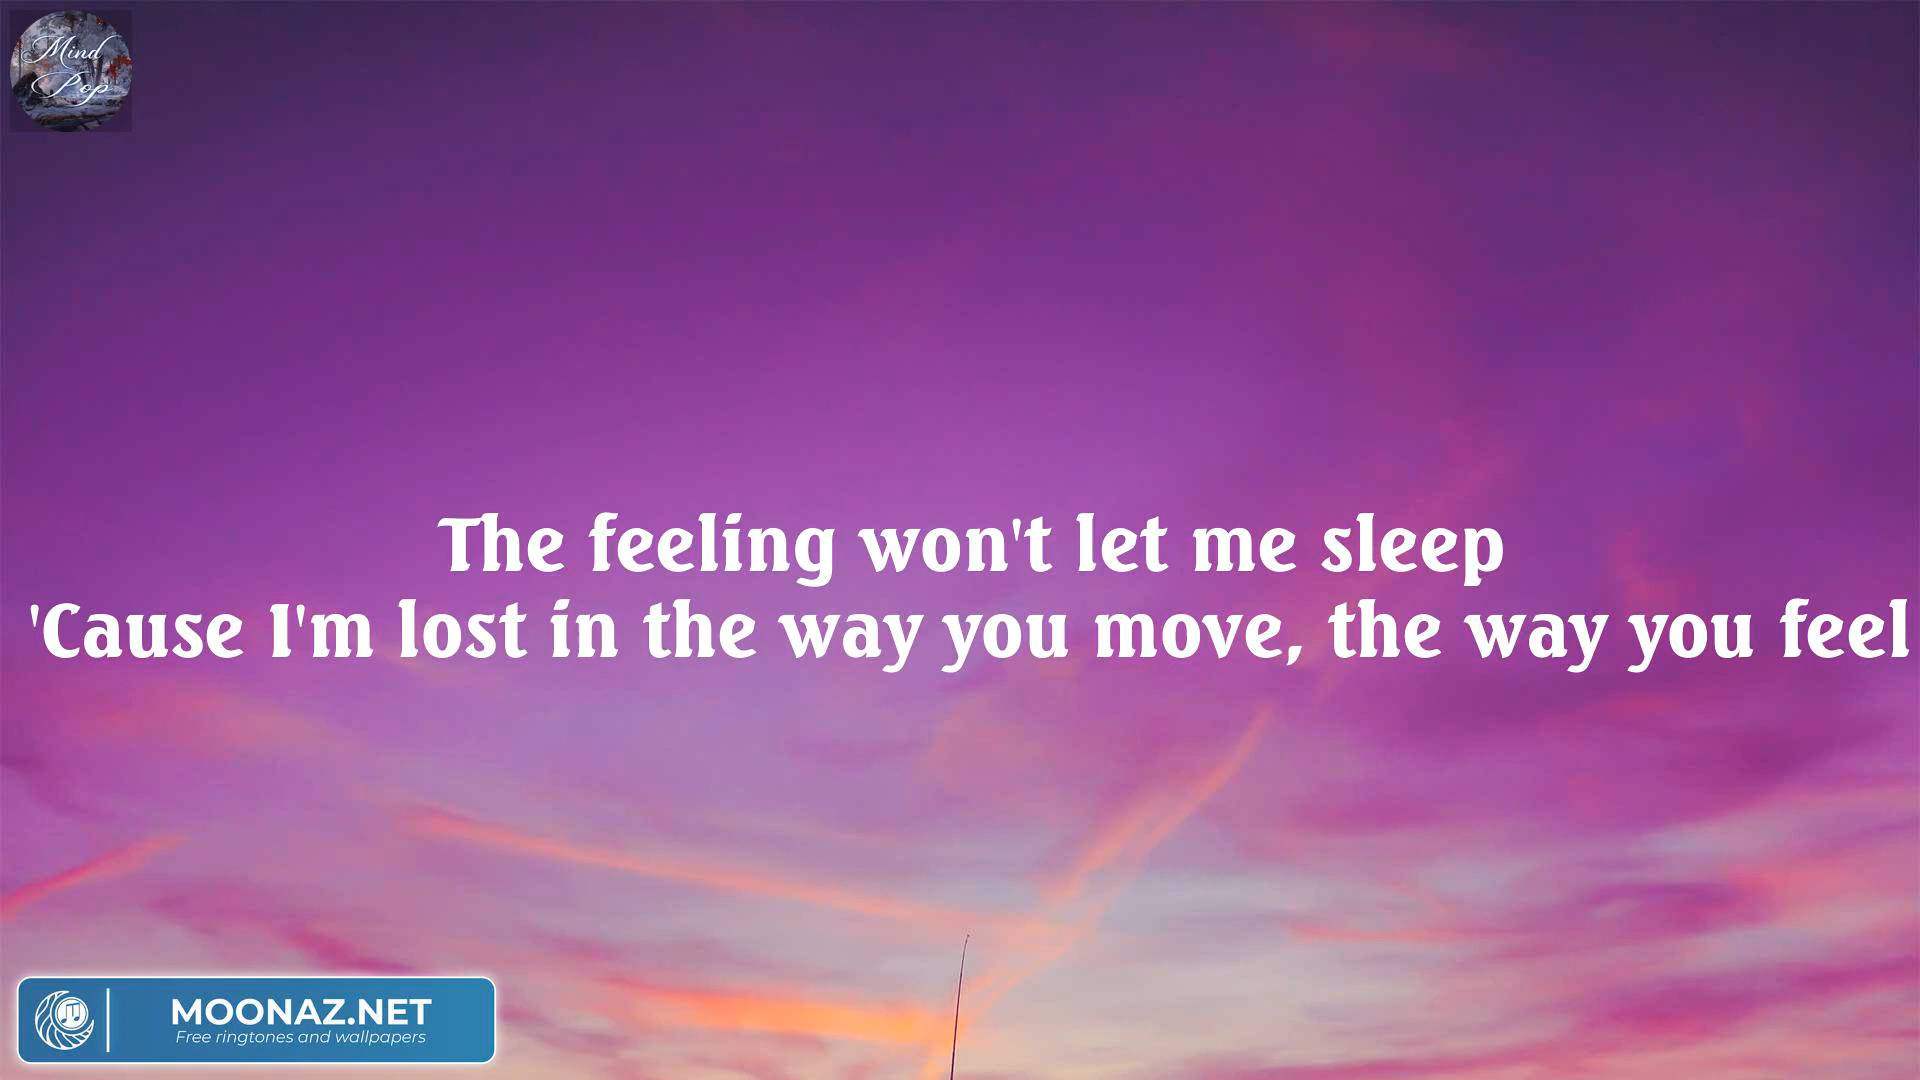 Mind
Pop
The feeling won't let me sleep
'Cause I'm lost in the way you move, the way you feel
MOONAZ.NET
Free ringtones and wallpapers